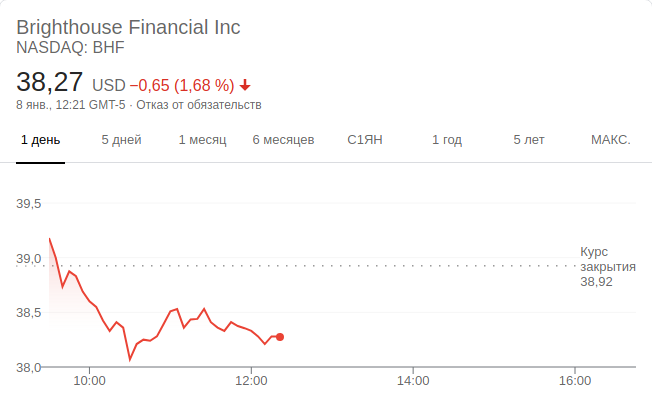 Brighthouse Financial Inc
NASDAQ: BHF
38,27 USD −0,65 (1,68 %)
8 янв., 12:21 GMT-5 · Отказ от обязательств
1 день 5 дней 1 месяц 6 месяцев С1ЯН 1 год 5 лет МАКС.
39,5
39,0
38,5
38,0
Курс
закрытия
38,92
10:00 12:00 14:00 16:00